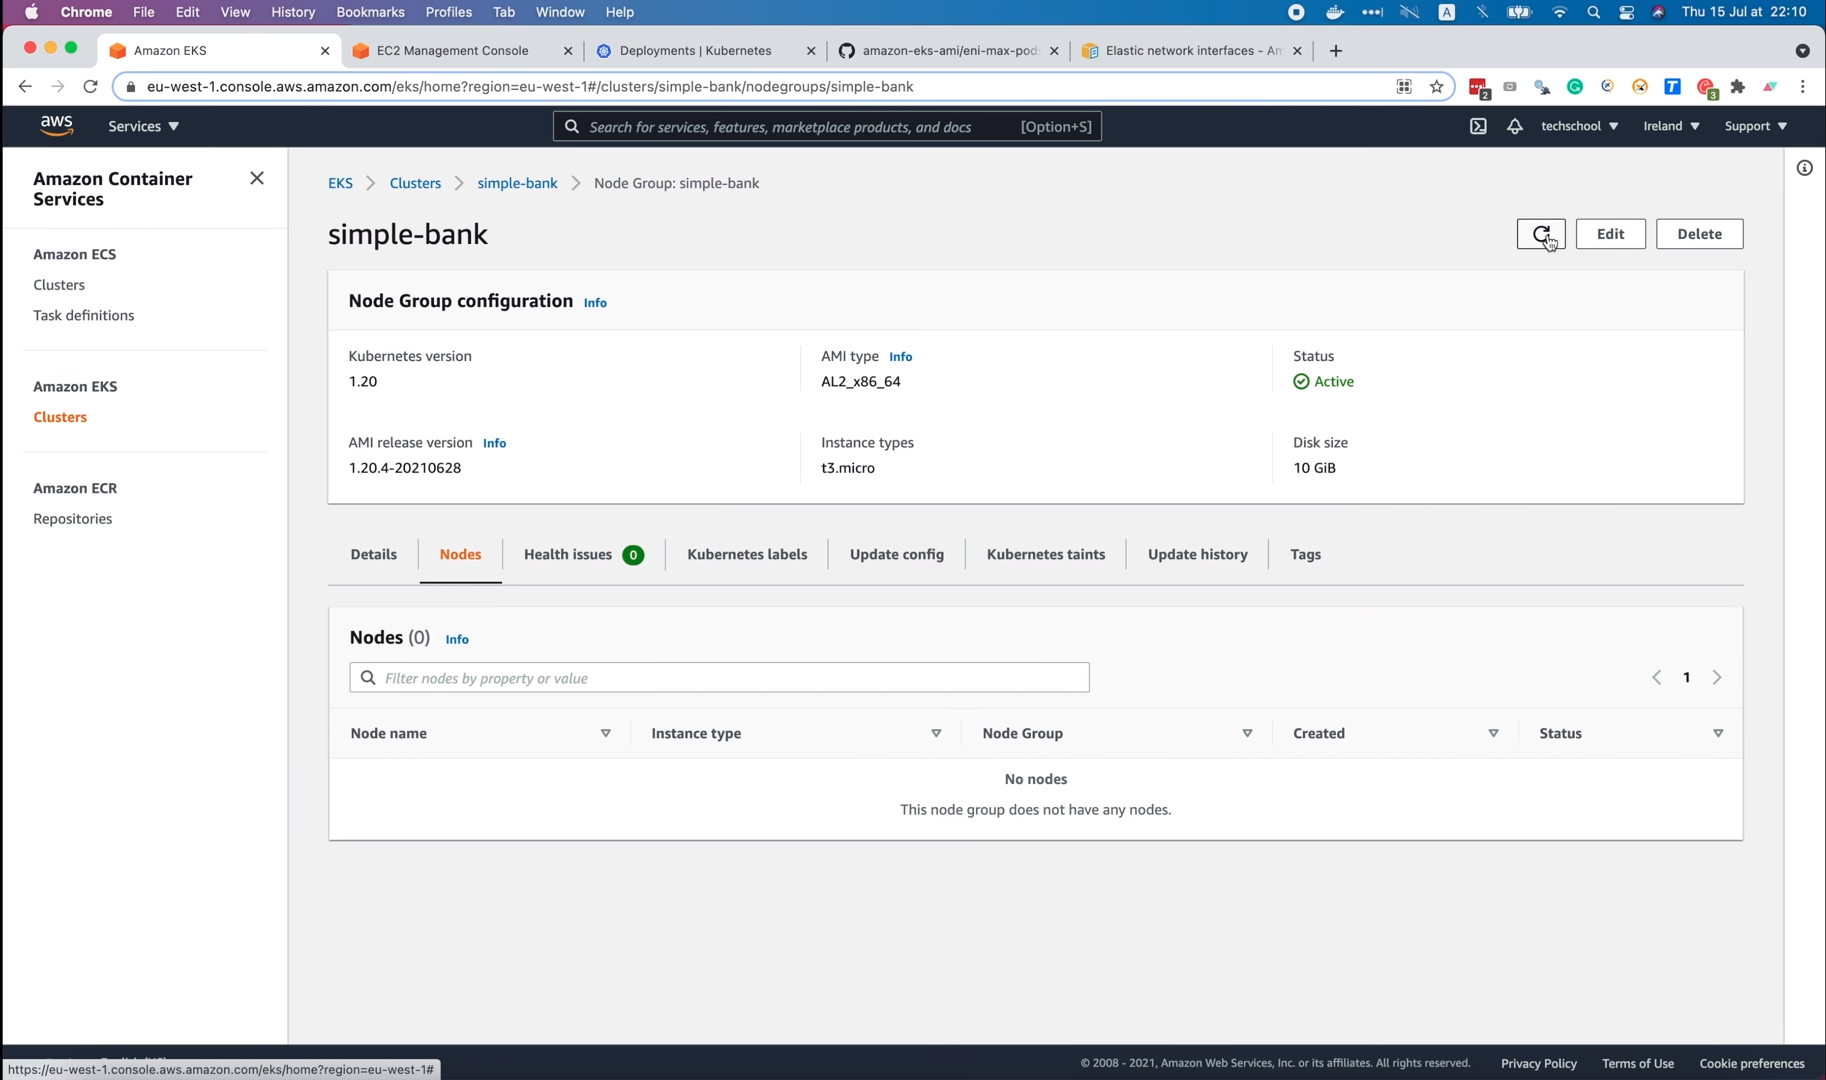 Chrome File Edit View History Bookmarks Profiles Tab Window Help A Thu 15 Jul at 22:10
Amazon EKS EC2 Management Console Deployments | Kubernetes amazon-eks-ami/eni-max-pod Elastic network interfaces - Am
eu-west-1.console.aws.amazon.com/eks/home?region=eu-west-1#/clusters/simple-bank/nodegroups/simple-bank 2 T 3
aws Services Search for services, features, marketplace products, and docs [Option+S] techschool Ireland Support
Amazon Container
Services
Amazon ECS
Clusters
Task definitions
Amazon EKS
Clusters
Amazon ECR
Repositories
EKS Clusters simple-bank Node Group: simple-bank
simple-bank Edit Delete
Node Group configuration Info
Kubernetes version
1.20
AMI type Info
AL2_x86_64
Status
Active
AMI release version Info
1.20.4-20210628
Instance types
t3.micro
Disk size
10 GiB
Details Nodes Health issues 0 Kubernetes labels Update config Kubernetes taints Update history Tags
Nodes (0) Info
Filter nodes by property or value 1
Node name Instance type Node Group Created Status
No nodes
This node group does not have any nodes.
© 2008 - 2021, Amazon Web Services, Inc. or its affiliates. All rights reserved. Privacy Policy Terms of Use Cookie preferences
https://eu-west-1.console.aws.amazon.com/eks/home?region=eu-west-1#